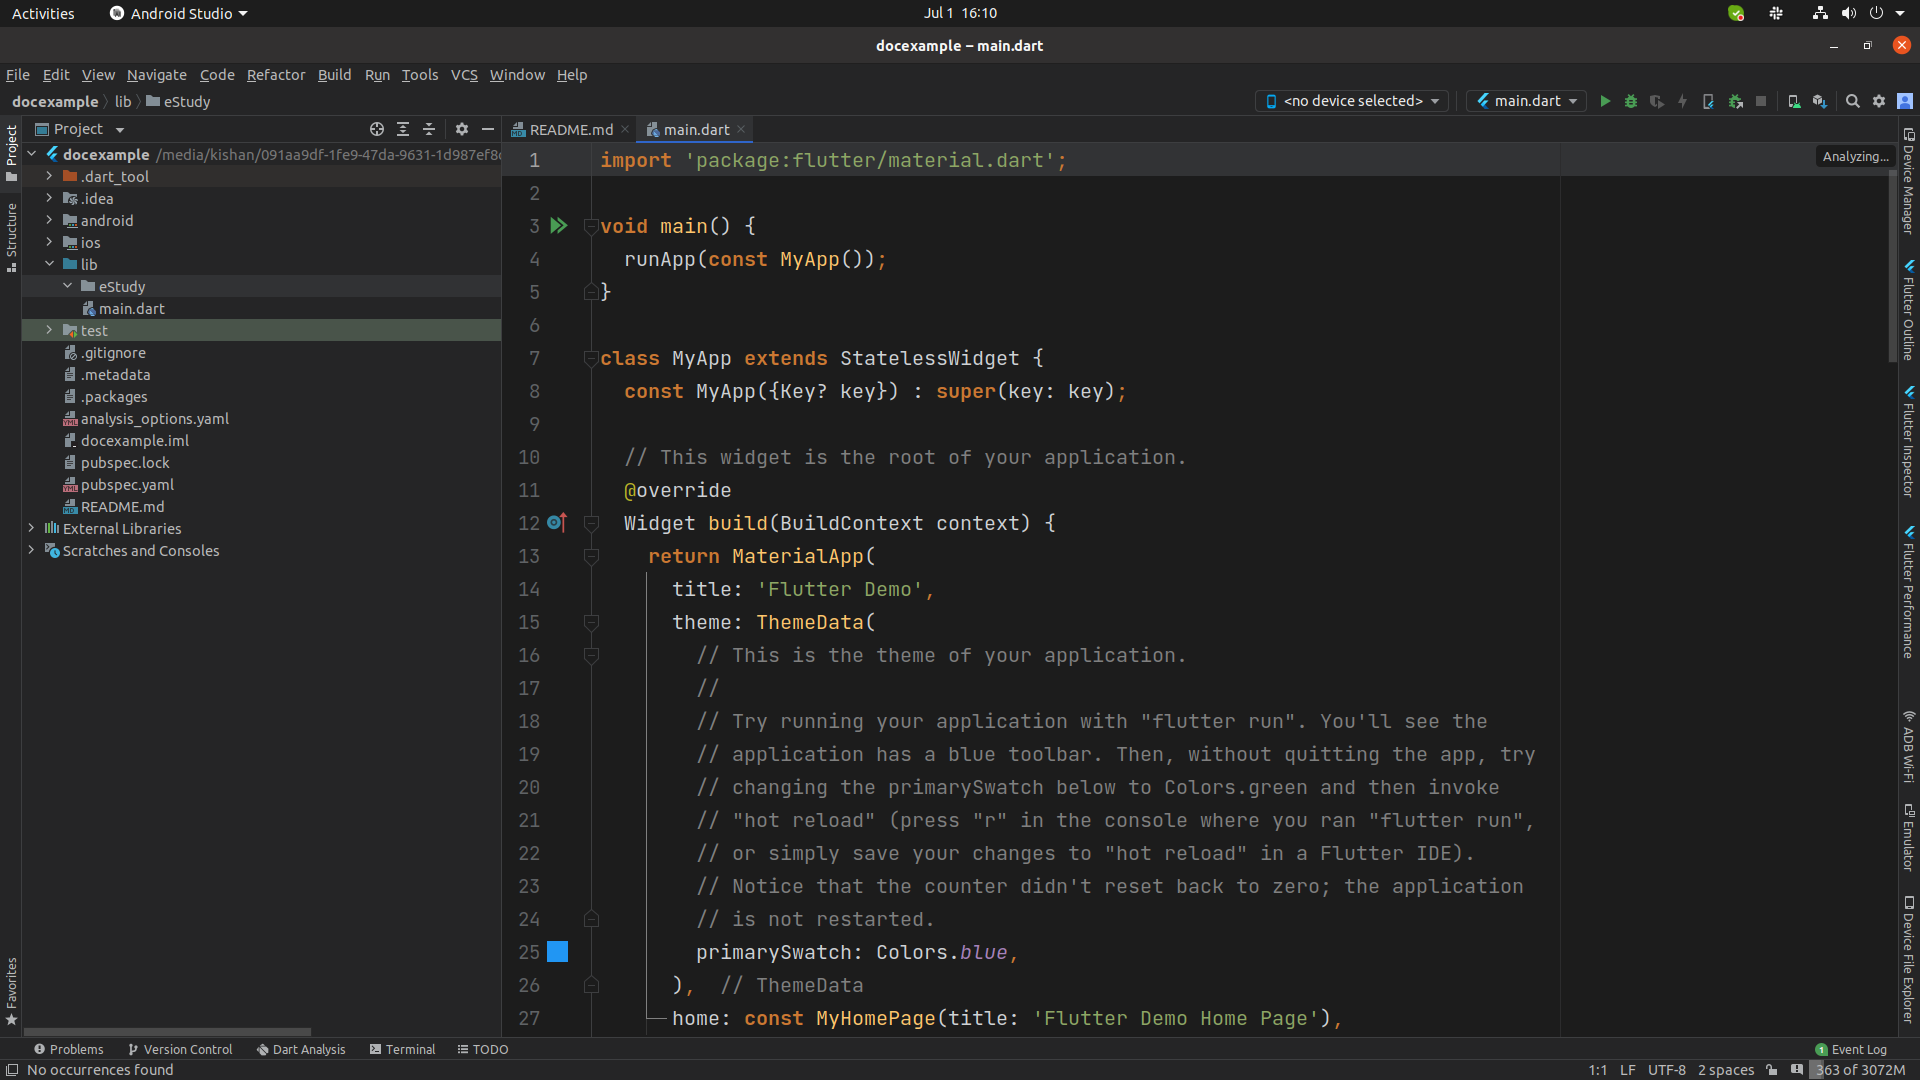 Activities Android Studio Jul 1 16:10
docexample – main.dart
File Edit View Navigate Code Refactor Build Run Tools VCS Window Help
docexample lib eStudy <no device selected> main.dart
Project
README.md main.dart
docexample /media/kishan/091aa9df-1fe9-47da-9631-1d987ef8
.dart_tool
.idea
android
ios
lib
eStudy
main.dart
test
.gitignore
.metadata
.packages
analysis_options.yaml
docexample.iml
pubspec.lock
pubspec.yaml
README.md
External Libraries
Scratches and Consoles
Project
Structure
Favorites
1 import 'package:flutter/material.dart';
2
3 void main() {
4 runApp(const MyApp());
5 }
6
7 class MyApp extends StatelessWidget {
8 const MyApp({Key? key}) : super(key: key);
9
10 // This widget is the root of your application.
11 @override
12 Widget build(BuildContext context) {
13 return MaterialApp(
14 title: 'Flutter Demo',
15 theme: ThemeData(
16 // This is the theme of your application.
17 //
18 // Try running your application with "flutter run". You'll see the
19 // application has a blue toolbar. Then, without quitting the app, try
20 // changing the primarySwatch below to Colors.green and then invoke
21 // "hot reload" (press "r" in the console where you ran "flutter run",
22 // or simply save your changes to "hot reload" in a Flutter IDE).
23 // Notice that the counter didn't reset back to zero; the application
24 // is not restarted.
25 primarySwatch: Colors.blue,
26 ), // ThemeData
27 home: const MyHomePage(title: 'Flutter Demo Home Page'),
Analyzing...
Device Manager
Flutter Outline
Flutter Inspector
Flutter Performance
ADB Wi-Fi
Emulator
Device File Explorer
Problems Version Control Dart Analysis Terminal TODO 1 Event Log
No occurrences found 1:1 LF UTF-8 2 spaces 363 of 3072M